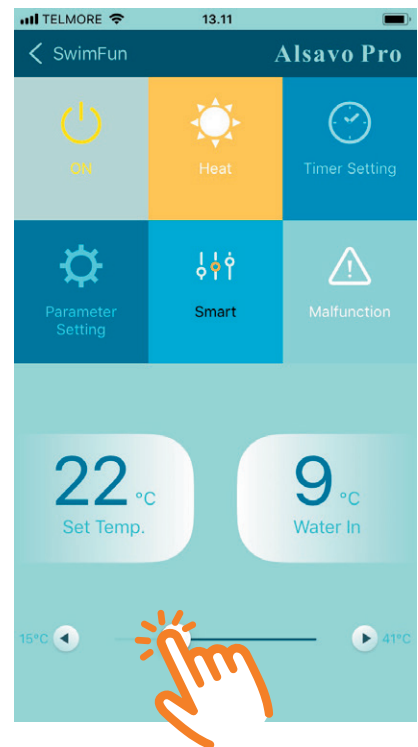 TELMORE 13.11
SwimFun Alsavo Pro
ON Heat Timer Setting
Parameter
Setting
Smart Malfunction
22 °C 9 °C
Set Temp. Water In
15°C 41°C